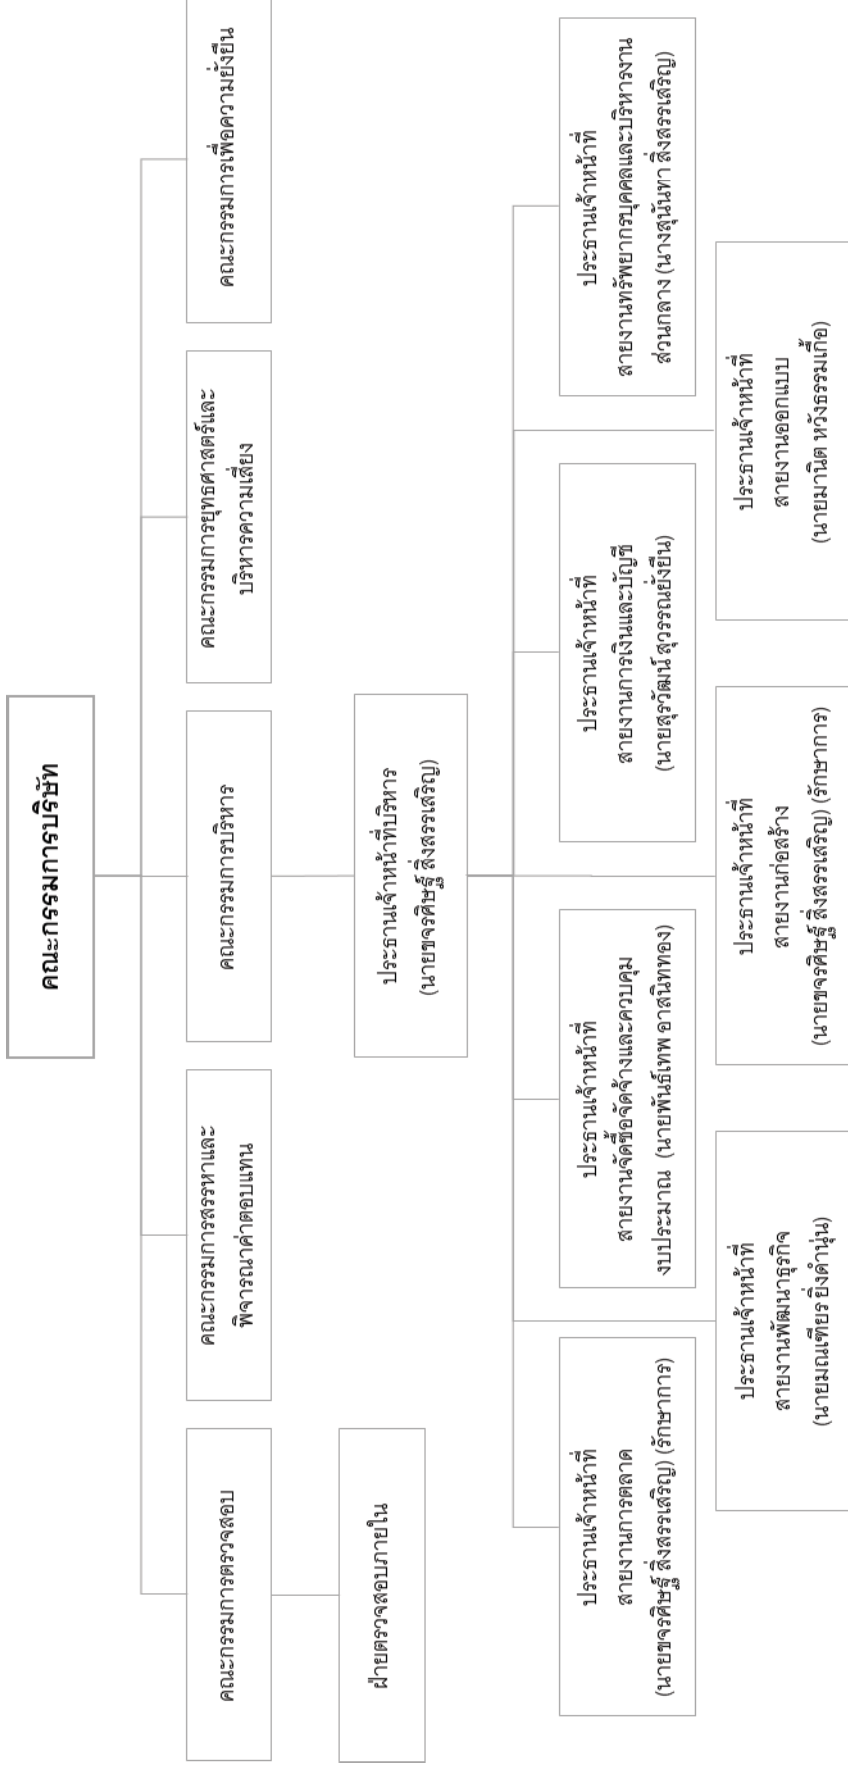 คณะกรรมการบริษัท
คณะกรรมการตรวจสอบ
คณะกรรมการสรรหาและ
พิจารณาค่าตอบแทน
คณะกรรมการบริหาร
คณะกรรมการยุทธศาสตร์และ
บริหารความเสี่ยง
คณะกรรมการเพื่อความยั่งยืน
ฝ่ายตรวจสอบภายใน
ประธานเจ้าหน้าที่บริหาร
(นายขจรศิษฐ์ สิ่งสรรเสริญ)
ประธานเจ้าหน้าที่
สายงานการตลาด
(นายขจรศิษฐ์ สิ่งสรรเสริญ) (รักษาการ)
ประธานเจ้าหน้าที่
สายงานจัดซื้อจัดจ้างและควบคุม
งบประมาณ (นายพันธ์เทพ อาสนิททอง)
ประธานเจ้าหน้าที่
สายงานการเงินและบัญชี
(นายสุรวัฒน์ สุวรรณยั่งยืน)
ประธานเจ้าหน้าที่
สายงานทรัพยากรบุคคลและบริหารงาน
ส่วนกลาง (นางสุนันทา สิ่งสรรเสริญ)
ประธานเจ้าหน้าที่
สายงานพัฒนาธุรกิจ
(นายมณเฑียร ยิ่งดำนุ่น)
ประธานเจ้าหน้าที่
สายงานก่อสร้าง
(นายขจรศิษฐ์ สิ่งสรรเสริญ) (รักษาการ)
ประธานเจ้าหน้าที่
สายงานออกแบบ
(นายมานิต หวังธรรมเกื้อ)